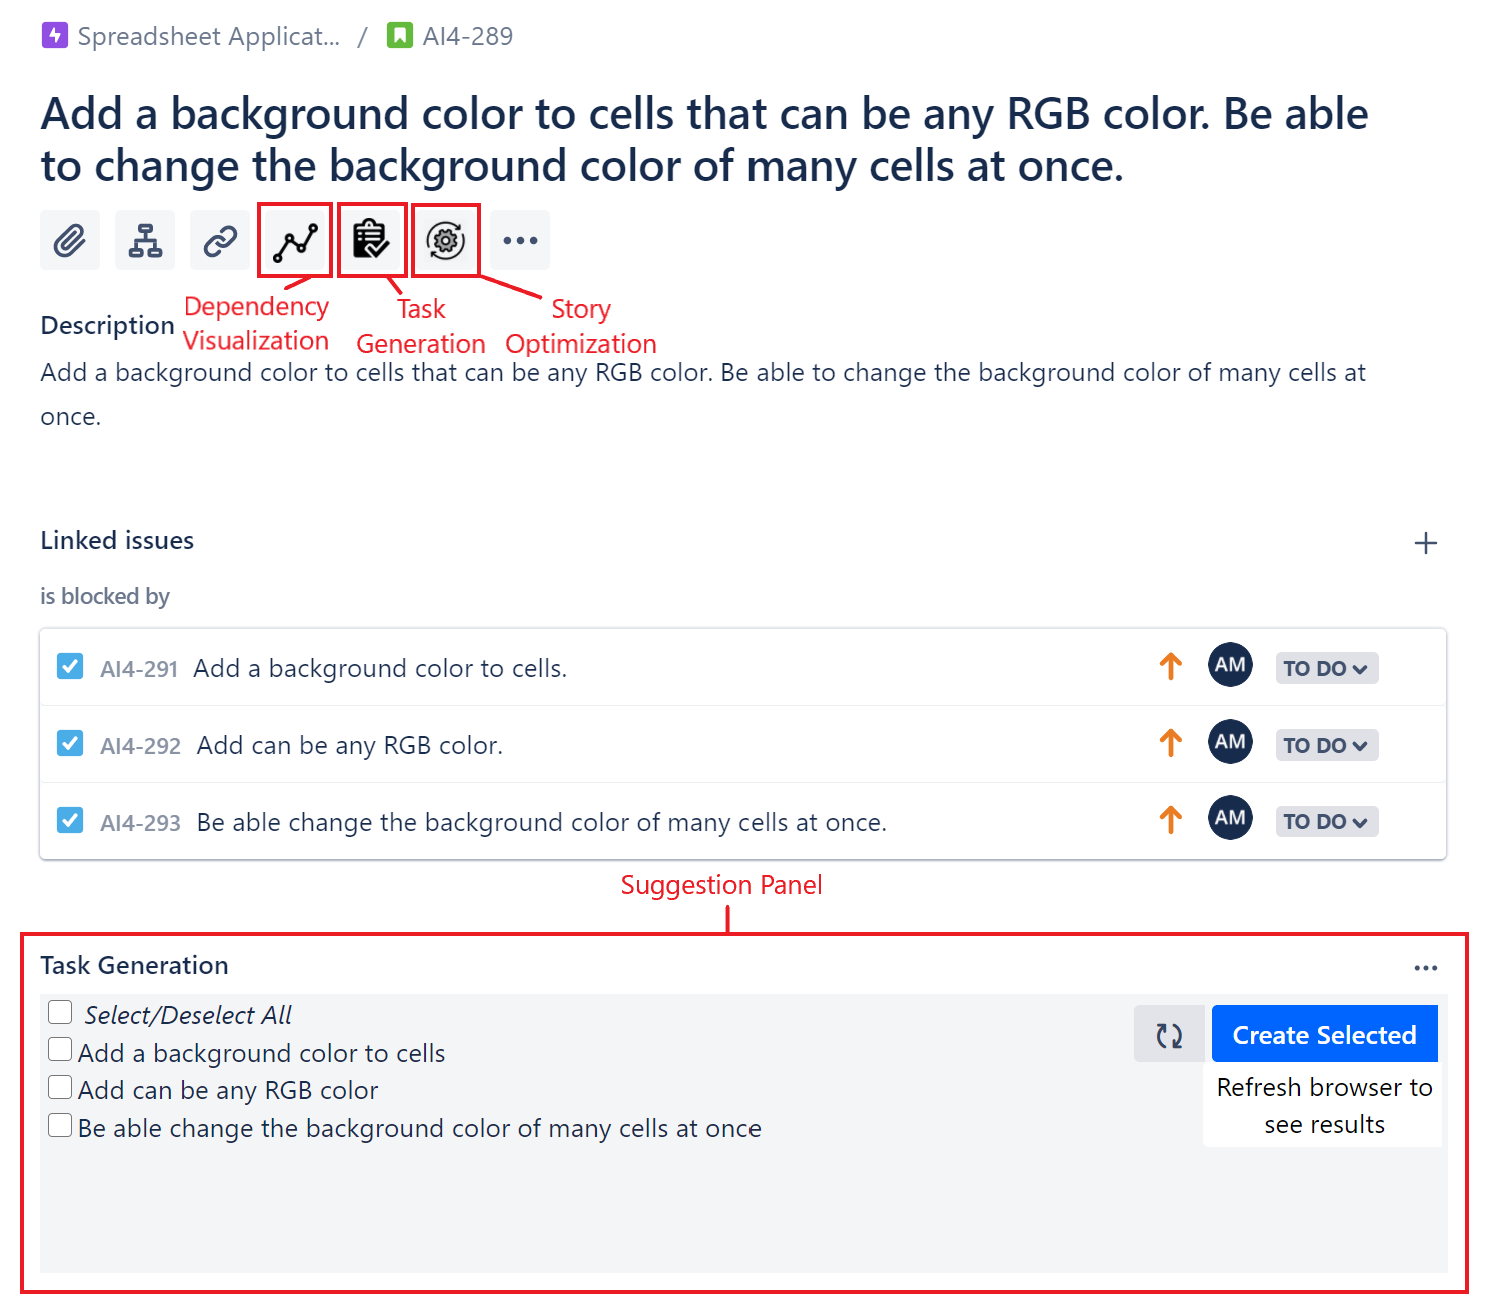 Spreadsheet Applicat... / AI4-289
Add a background color to cells that can be any RGB color. Be able
to change the background color of many cells at once.
Dependency
Visualization
Task
Generation
Story
Optimization
Description
Add a background color to cells that can be any RGB color. Be able to change the background color of many cells at
once.
Linked issues
is blocked by
AI4-291 Add a background color to cells. AM TO DO
AI4-292 Add can be any RGB color. AM TO DO
AI4-293 Be able change the background color of many cells at once. AM TO DO
Suggestion Panel
Task Generation
Select/Deselect All
Add a background color to cells
Add can be any RGB color
Be able change the background color of many cells at once
Create Selected
Refresh browser to
see results